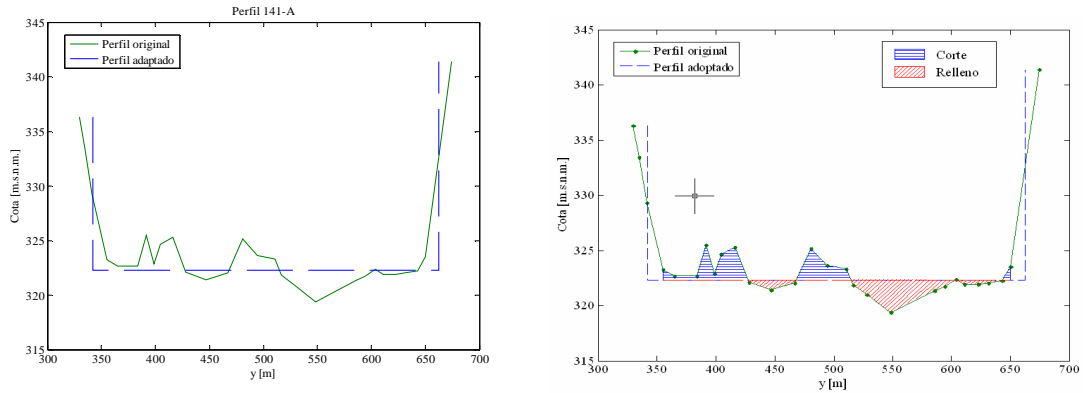 Perfil 141-A
345
340
335
330
325
320
315
Cota [m.s.n.m.]
Perfil original
Perfil adaptado
300 350 400 450 500 550 600 650 700
y [m]
345
340
335
330
325
320
315
Cota [m.s.n.m.]
Perfil original
Perfil adoptado
Corte
Relleno
300 350 400 450 500 550 600 650 700
y [m]